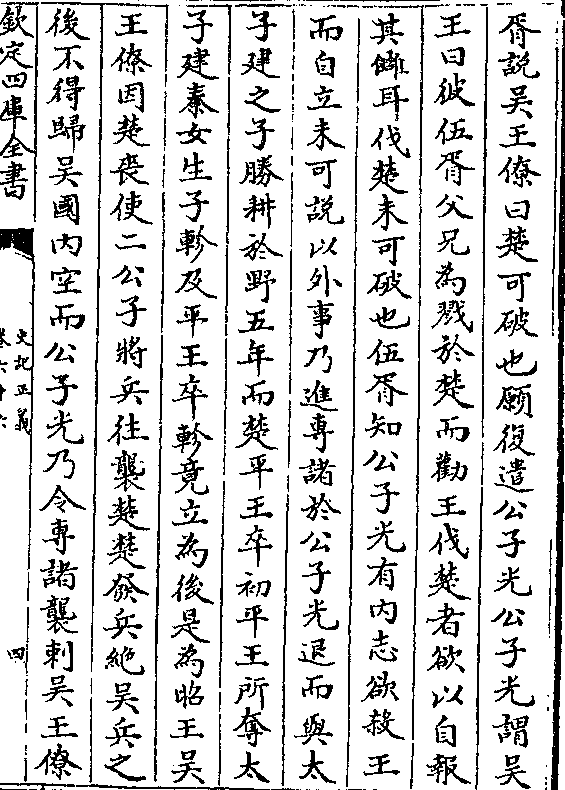 胥說吳王僚曰楚可破也願復遣公子光公子光謂吳
王曰彼伍胥父兄為戮於楚而勸王伐楚者欲以自報
其讎耳伐楚未可破也伍胥知公子光有內志欲殺王
而自立未可說以外事乃進專諸於公子光退而與太
子建之子勝耕於野五年而楚平王卒初平王所奪太
子建秦女生子軫及平王卒軫竟立為後是為昭王吳
王僚因楚喪使二公子將兵往襲楚楚發兵絕吳兵之
後不得歸吳國內空而公子光乃令專諸襲刺吳王僚
欽定四庫全書
史記正義
卷六十六
四